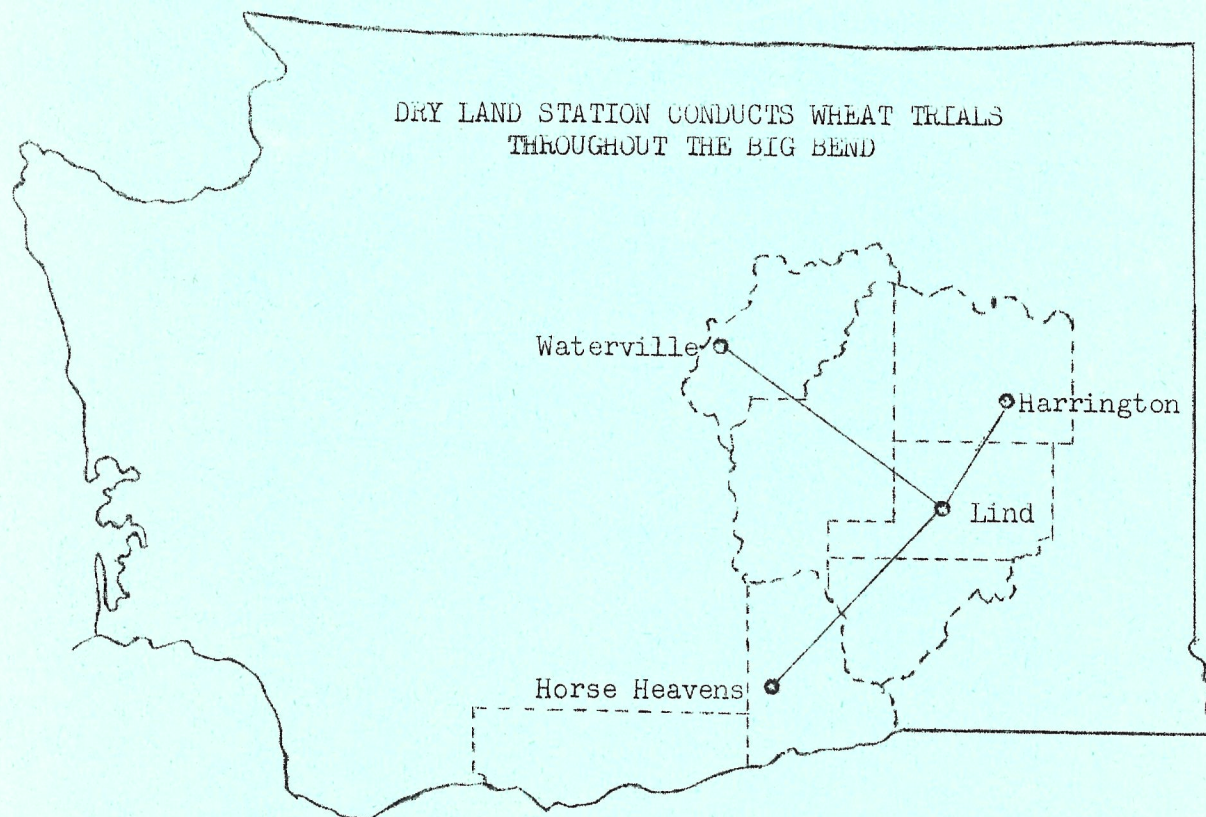 DRY LAND STATION CONDUCTS WHEAT TRIALS
THROUGHOUT THE BIG BEND
Waterville
Harrington
Lind
Horse Heavens